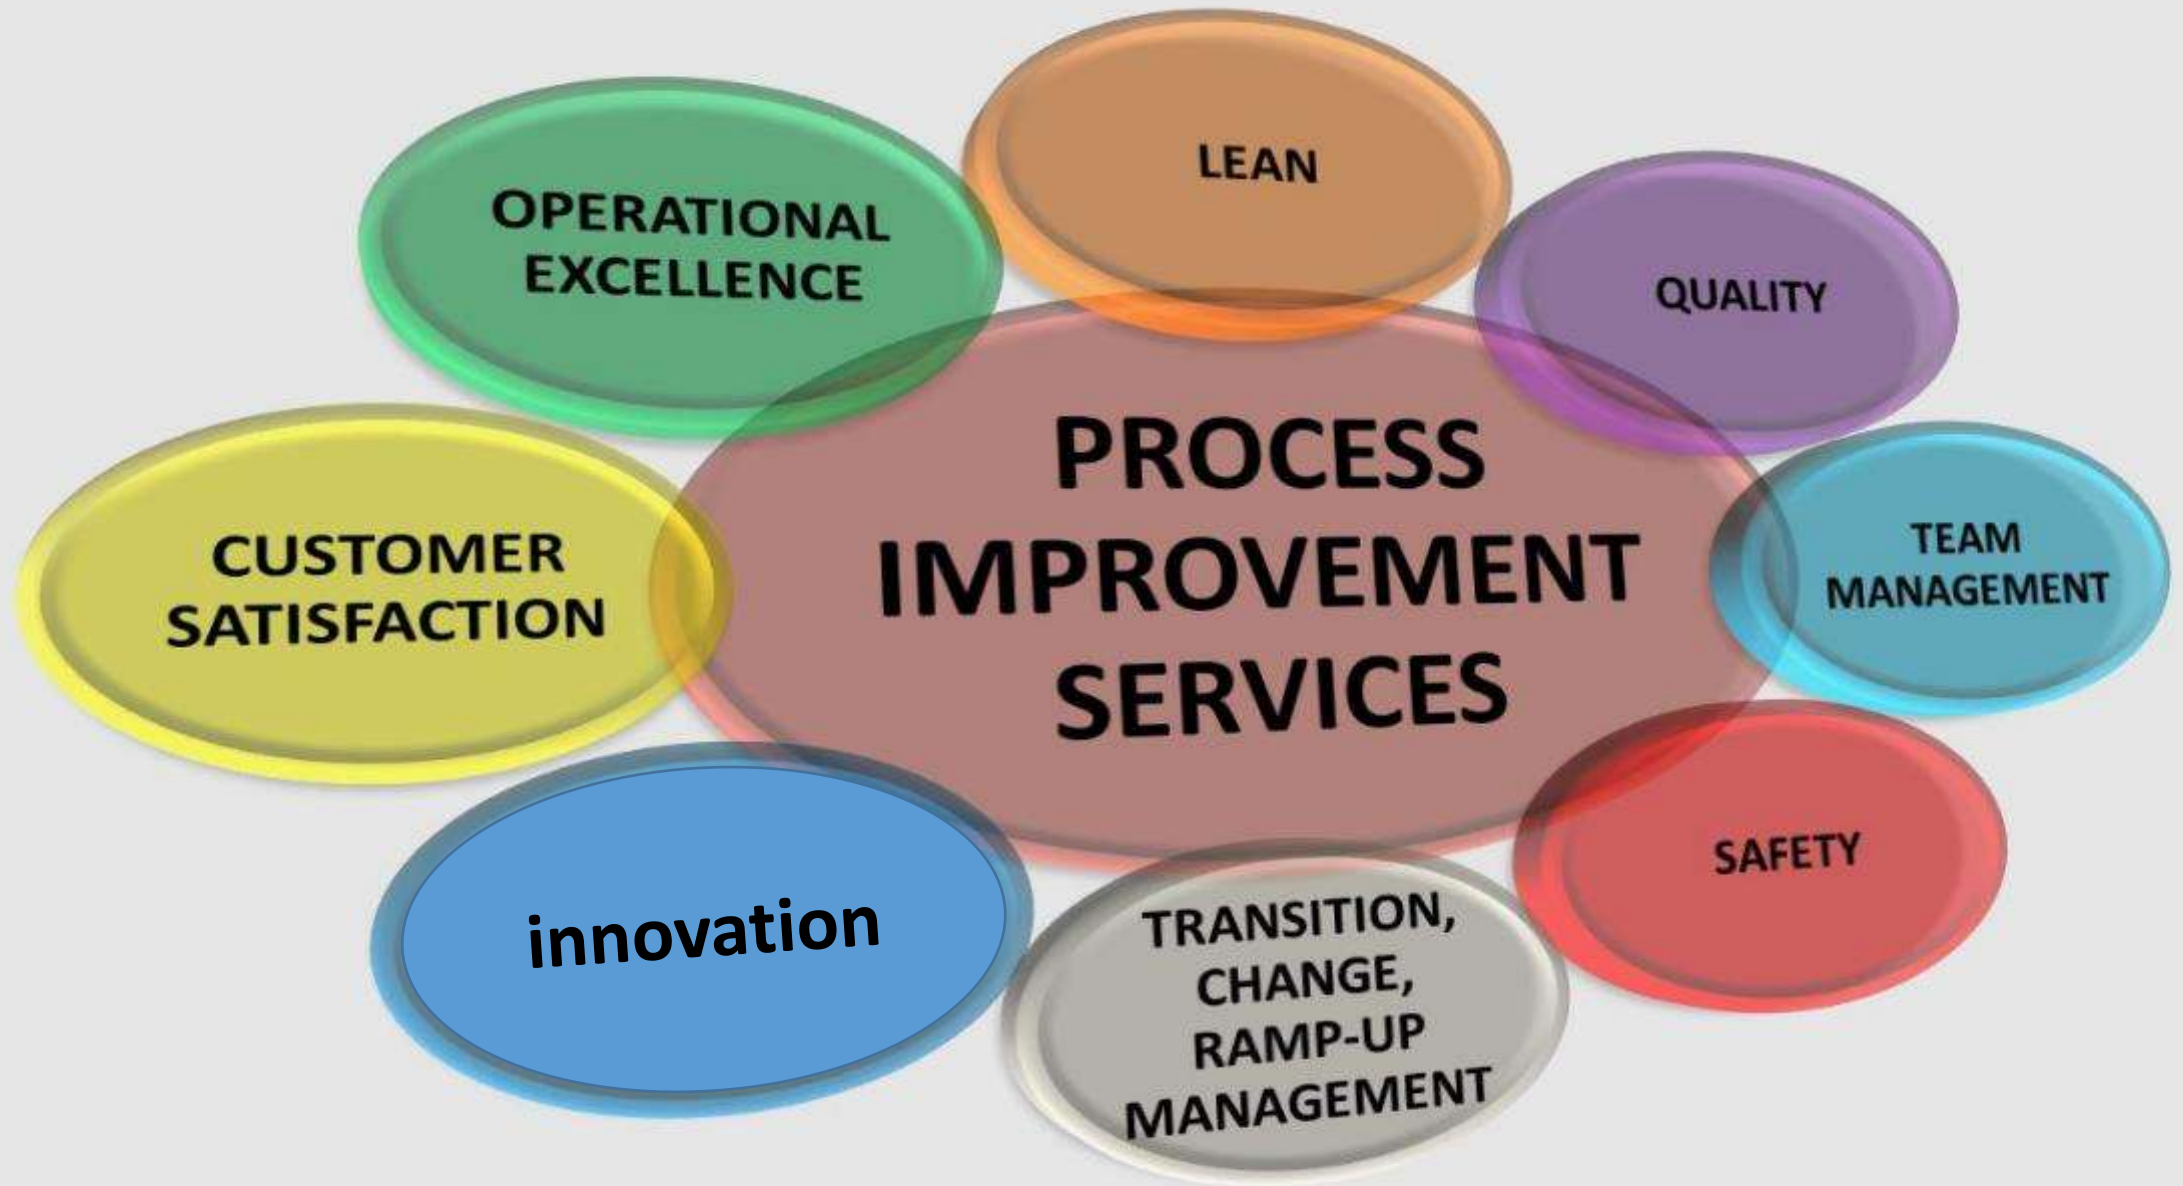 LEAN
OPERATIONAL
EXCELLENCE
QUALITY
PROCESS
IMPROVEMENT
SERVICES
TEAM
MANAGEMENT
CUSTOMER
SATISFACTION
SAFETY
innovation
TRANSITION,
CHANGE,
RAMP-UP
MANAGEMENT